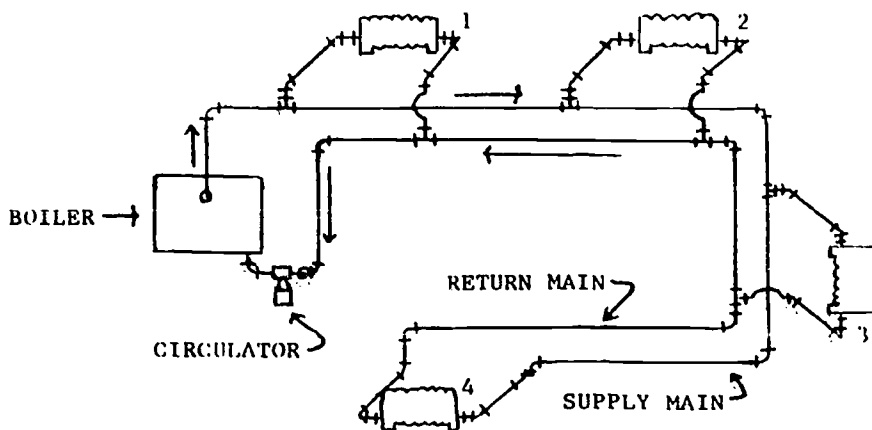 1
2
BOILER
RETURN MAIN
3
CIRCULATOR
4
SUPPLY MAIN